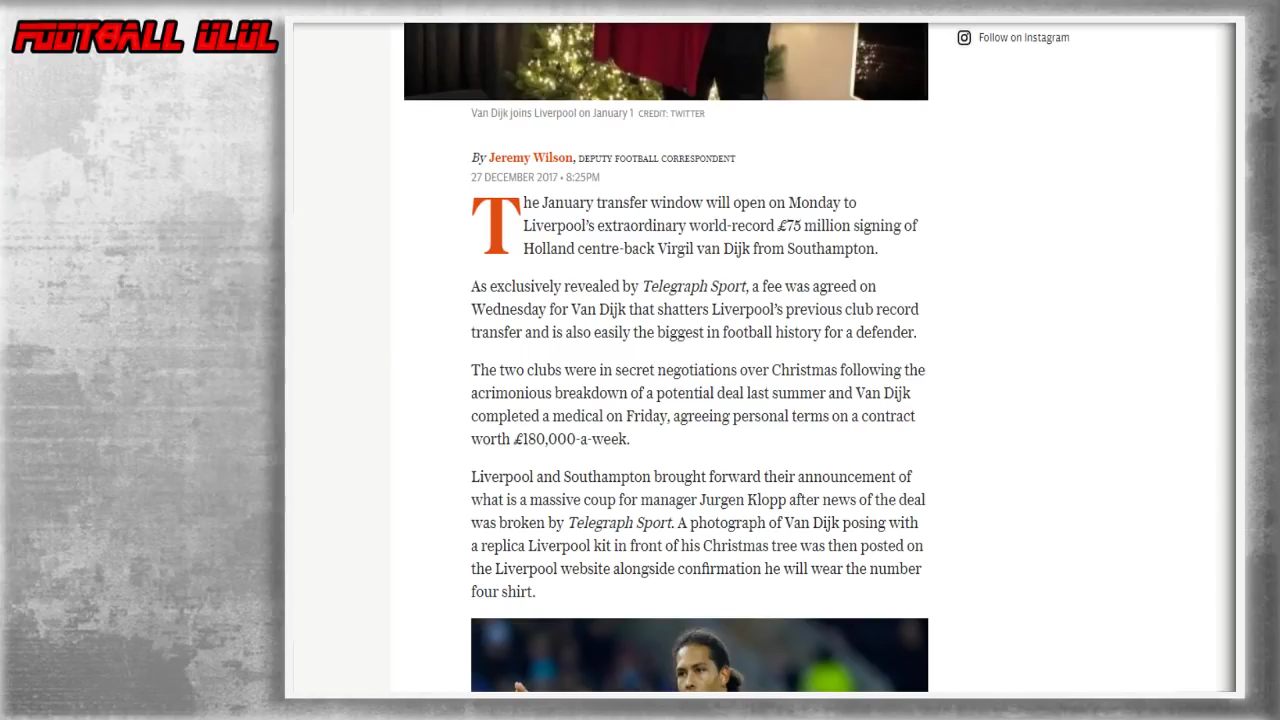 FOOTBALL ÜLÜL
Follow on Instagram
Van Dijk joins Liverpool on January 1 CREDIT: TWITTER
By Jeremy Wilson, DEPUTY FOOTBALL CORRESPONDENT
27 DECEMBER 2017 • 8:25PM
The January transfer window will open on Monday to
Liverpool’s extraordinary world-record £75 million signing of
Holland centre-back Virgil van Dijk from Southampton.
As exclusively revealed by Telegraph Sport, a fee was agreed on
Wednesday for Van Dijk that shatters Liverpool’s previous club record
transfer and is also easily the biggest in football history for a defender.
The two clubs were in secret negotiations over Christmas following the
acrimonious breakdown of a potential deal last summer and Van Dijk
completed a medical on Friday, agreeing personal terms on a contract
worth £180,000-a-week.
Liverpool and Southampton brought forward their announcement of
what is a massive coup for manager Jurgen Klopp after news of the deal
was broken by Telegraph Sport. A photograph of Van Dijk posing with
a replica Liverpool kit in front of his Christmas tree was then posted on
the Liverpool website alongside confirmation he will wear the number
four shirt.